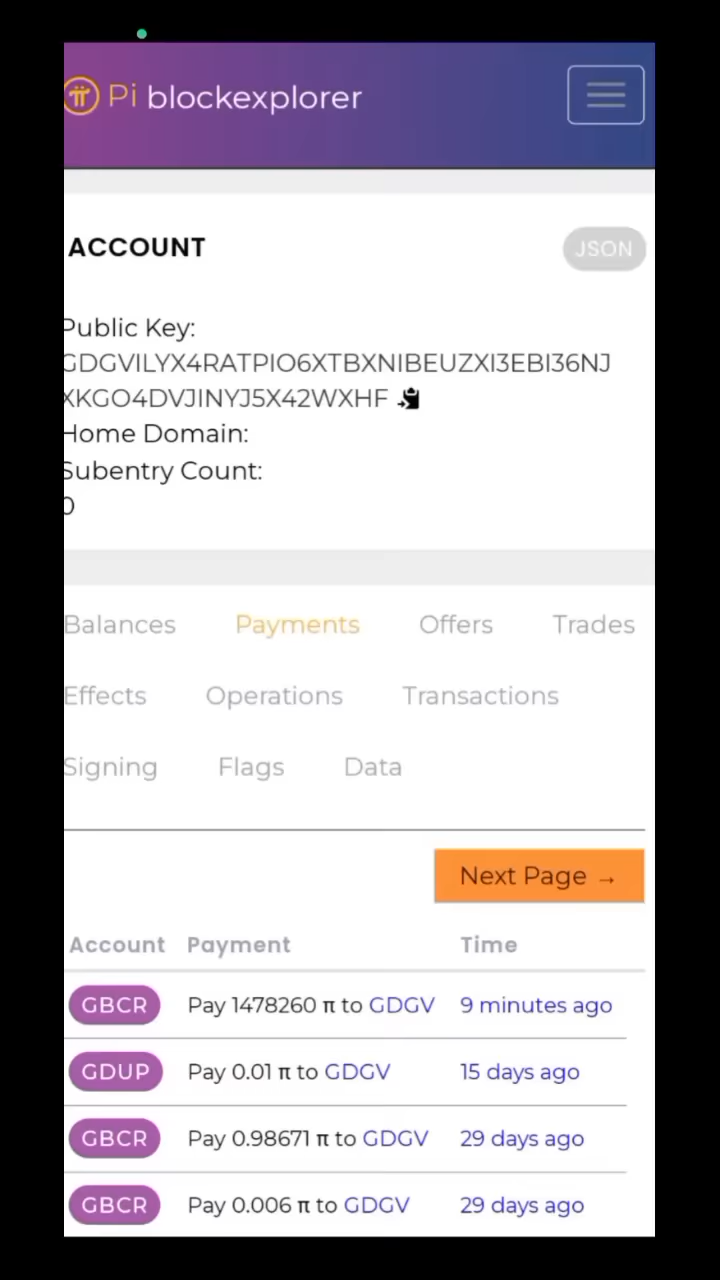 Pi blockexplorer
ACCOUNT JSON
Public Key:
GDGVILYX4RATPIO6XTBXNIBEUZXI3EBI36NJ
XKGO4DVJINYJ5X42WXHF
Home Domain:
Subentry Count:
0
Balances Payments Offers Trades
Effects Operations Transactions
Signing Flags Data
Next Page →
Account Payment Time
GBCR Pay 1478260 π to GDGV 9 minutes ago
GDUP Pay 0.01 π to GDGV 15 days ago
GBCR Pay 0.98671 π to GDGV 29 days ago
GBCR Pay 0.006 π to GDGV 29 days ago